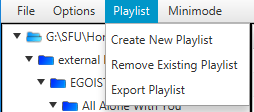 File Options Playlist Minimode
G:\SFU\Hor
Create New Playlist
external
Remove Existing Playlist
EGOIST
Export Playlist
All Alone With You